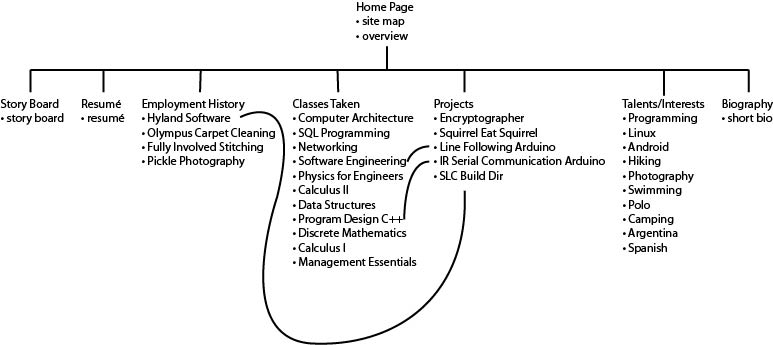 Home Page
• site map
• overview
Story Board
• story board
Resumé
• resumé
Employment History
• Hyland Software
• Olympus Carpet Cleaning
• Fully Involved Stitching
• Pickle Photography
Classes Taken
• Computer Architecture
• SQL Programming
• Networking
• Software Engineering
• Physics for Engineers
• Calculus II
• Data Structures
• Program Design C++
• Discrete Mathematics
• Calculus I
• Management Essentials
Projects
• Encryptographer
• Squirrel Eat Squirrel
• Line Following Arduino
• IR Serial Communication Arduino
• SLC Build Dir
Talents/Interests
• Programming
• Linux
• Android
• Hiking
• Photography
• Swimming
• Polo
• Camping
• Argentina
• Spanish
Biography
• short bio